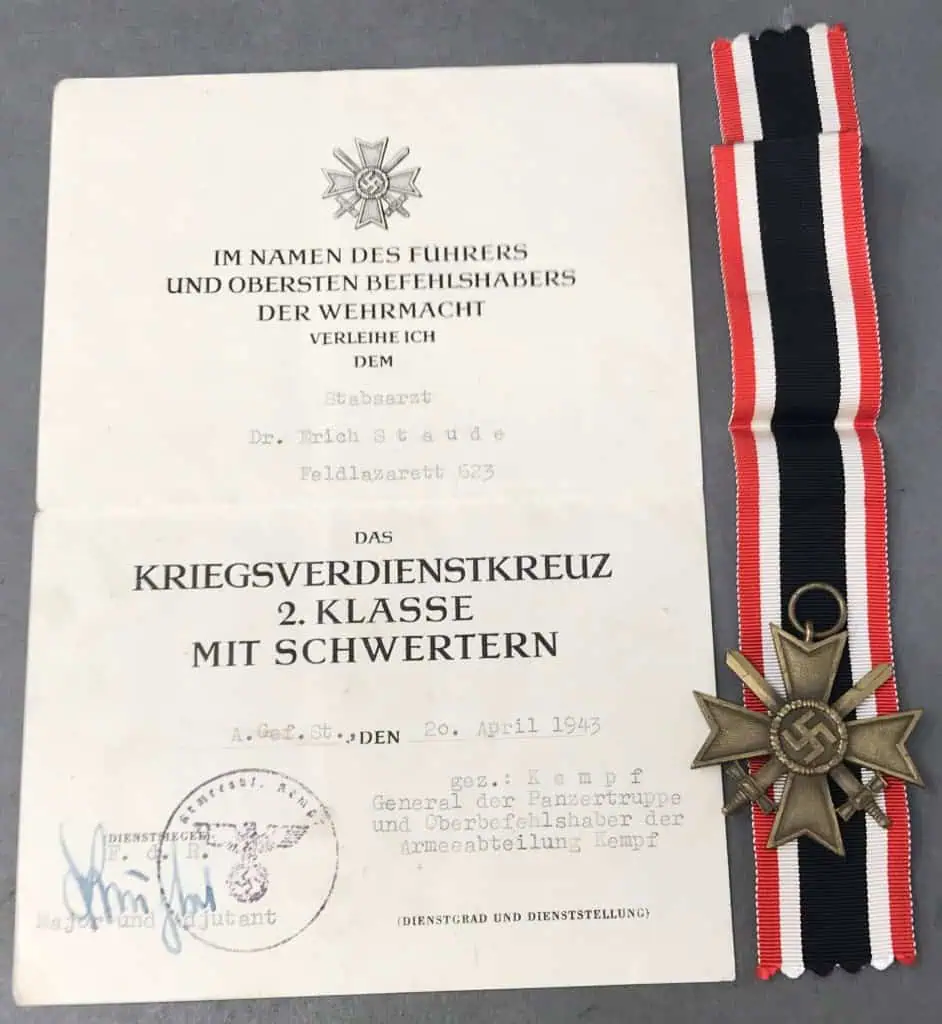 IM NAMEN DES FÜHRERS
UND OBERSTEN BEFEHLSHABERS
DER WEHRMACHT
VERLEIHE ICH
DEM
Stabsarzt
Dr. Erich S t a u d e
Feldlazarett 623
DAS
KRIEGSVERDIENSTKREUZ
2. KLASSE
MIT SCHWERTERN
A.Gef.St., DEN 20. April 1943
gez.: K e m p f
General der Panzertruppe
und Oberbefehlshaber der
Armeeabteilung Kempf
Armeeabt. Kempf
(DIENSTSIEGEL)
F. d. R.
Major und Adjutant
(DIENSTGRAD UND DIENSTSTELLUNG)